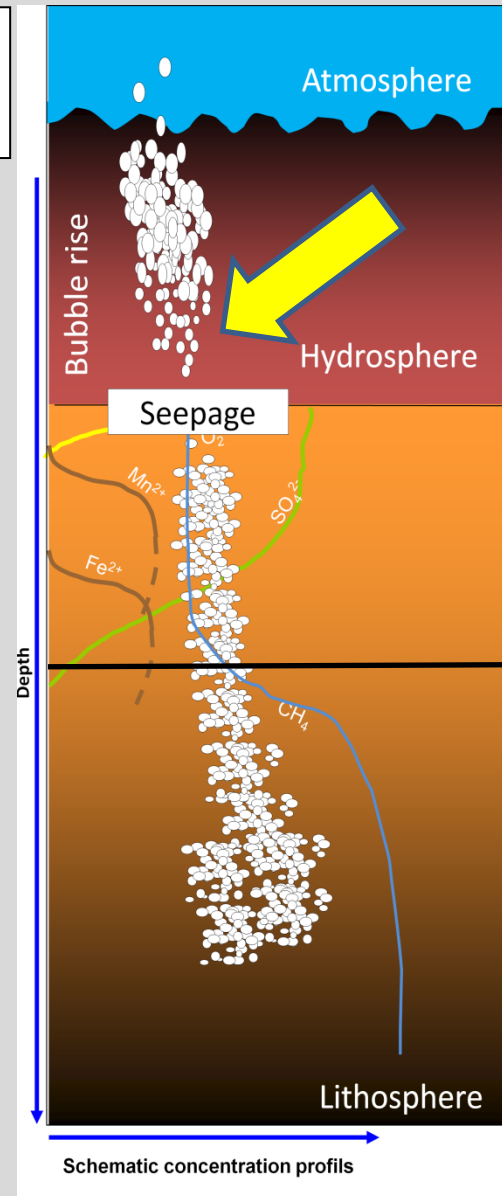 Atmosphere
Bubble rise
Hydrosphere
Seepage
O₂
Mn²⁺
SO₄²⁻
Fe²⁺
Depth
CH₄
Lithosphere
Schematic concentration profils